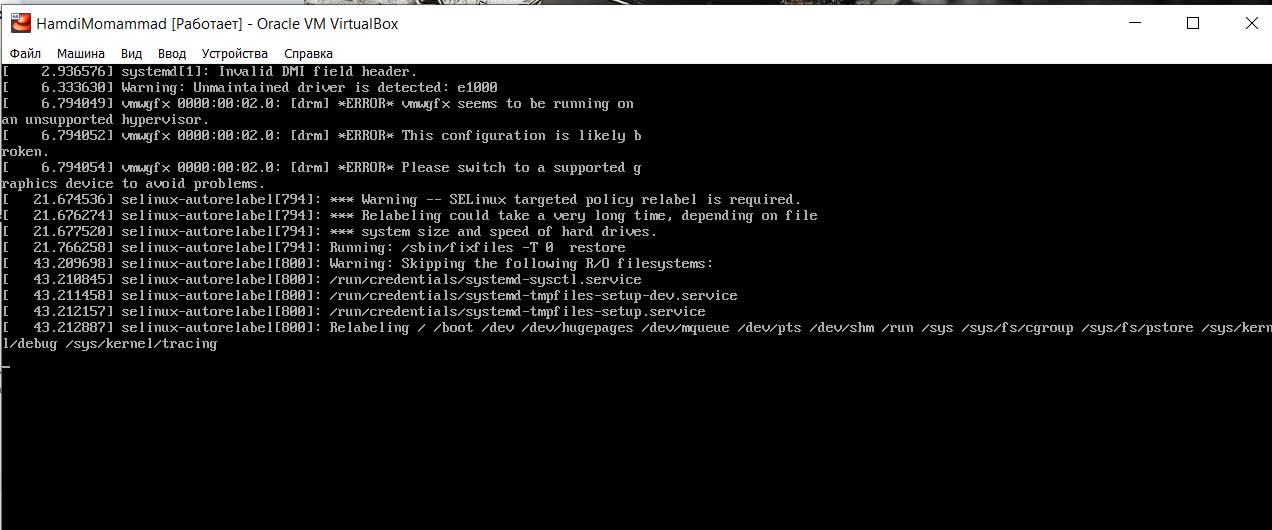 HamdiMomammad [Работает] - Oracle VM VirtualBox
Файл Машина Вид Ввод Устройства Справка
[    2.936576] systemd[1]: Invalid DMI field header.
[    6.333630] Warning: Unmaintained driver is detected: e1000
[    6.794049] vmwgfx 0000:00:02.0: [drm] *ERROR* vmwgfx seems to be running on
an unsupported hypervisor.
[    6.794052] vmwgfx 0000:00:02.0: [drm] *ERROR* This configuration is likely b
roken.
[    6.794054] vmwgfx 0000:00:02.0: [drm] *ERROR* Please switch to a supported g
raphics device to avoid problems.
[   21.674536] selinux-autorelabel[794]: *** Warning -- SELinux targeted policy relabel is required.
[   21.676274] selinux-autorelabel[794]: *** Relabeling could take a very long time, depending on file
[   21.677520] selinux-autorelabel[794]: *** system size and speed of hard drives.
[   21.766258] selinux-autorelabel[794]: Running: /sbin/fixfiles -T 0  restore
[   43.209698] selinux-autorelabel[800]: Warning: Skipping the following R/O filesystems:
[   43.210845] selinux-autorelabel[800]: /run/credentials/systemd-sysctl.service
[   43.211458] selinux-autorelabel[800]: /run/credentials/systemd-tmpfiles-setup-dev.service
[   43.212157] selinux-autorelabel[800]: /run/credentials/systemd-tmpfiles-setup.service
[   43.212887] selinux-autorelabel[800]: Relabeling / /boot /dev /dev/hugepages /dev/mqueue /dev/pts /dev/shm /run /sys /sys/fs/cgroup /sys/fs/pstore /sys/kern
l/debug /sys/kernel/tracing